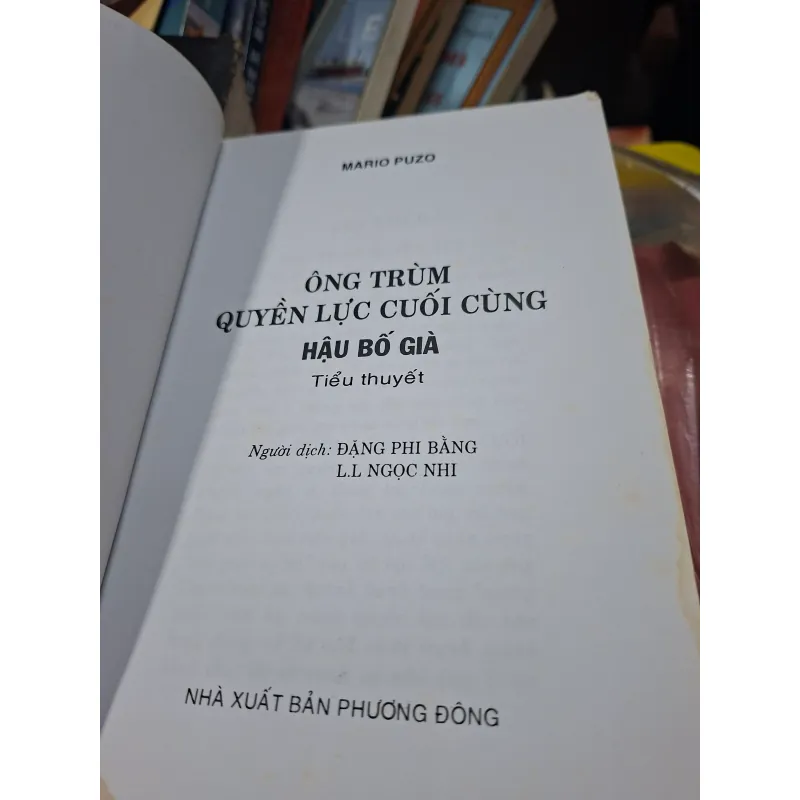 MARIO PUZO
ÔNG TRÙM
QUYỀN LỰC CUỐI CÙNG
HẬU BỐ GIÀ
Tiểu thuyết
Người dịch: ĐẶNG PHI BẰNG
L.L NGỌC NHI
NHÀ XUẤT BẢN PHƯƠNG ĐÔNG